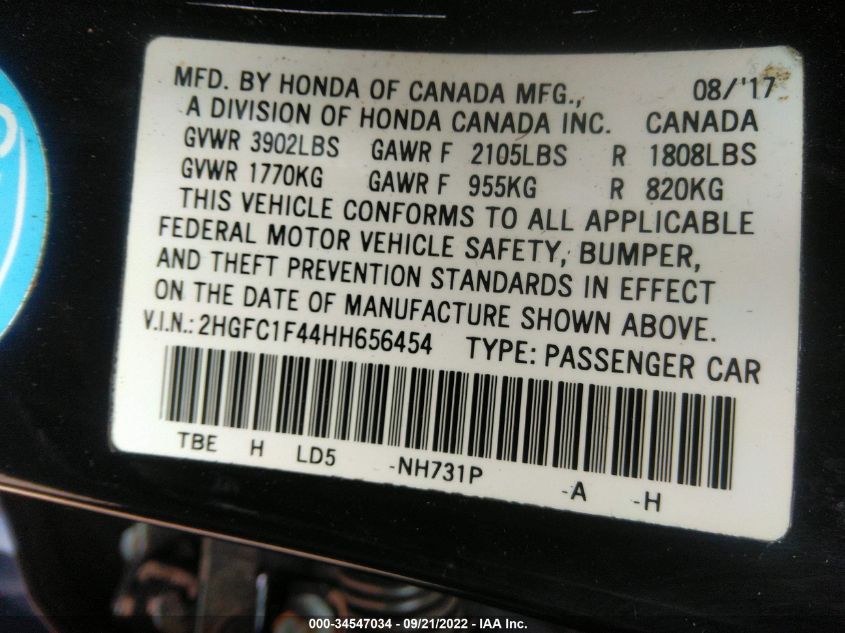 MFD. BY HONDA OF CANADA MFG., 08/'17
A DIVISION OF HONDA CANADA INC. CANADA
GVWR 3902LBS GAWR F 2105LBS R 1808LBS
GVWR 1770KG GAWR F 955KG R 820KG
THIS VEHICLE CONFORMS TO ALL APPLICABLE
FEDERAL MOTOR VEHICLE SAFETY, BUMPER,
AND THEFT PREVENTION STANDARDS IN EFFECT
ON THE DATE OF MANUFACTURE SHOWN ABOVE.
V.I.N.: 2HGFC1F44HH656454 TYPE: PASSENGER CAR
TBE H LD5 -NH731P -A -H
000-34547034 - 09/21/2022 - IAA Inc.